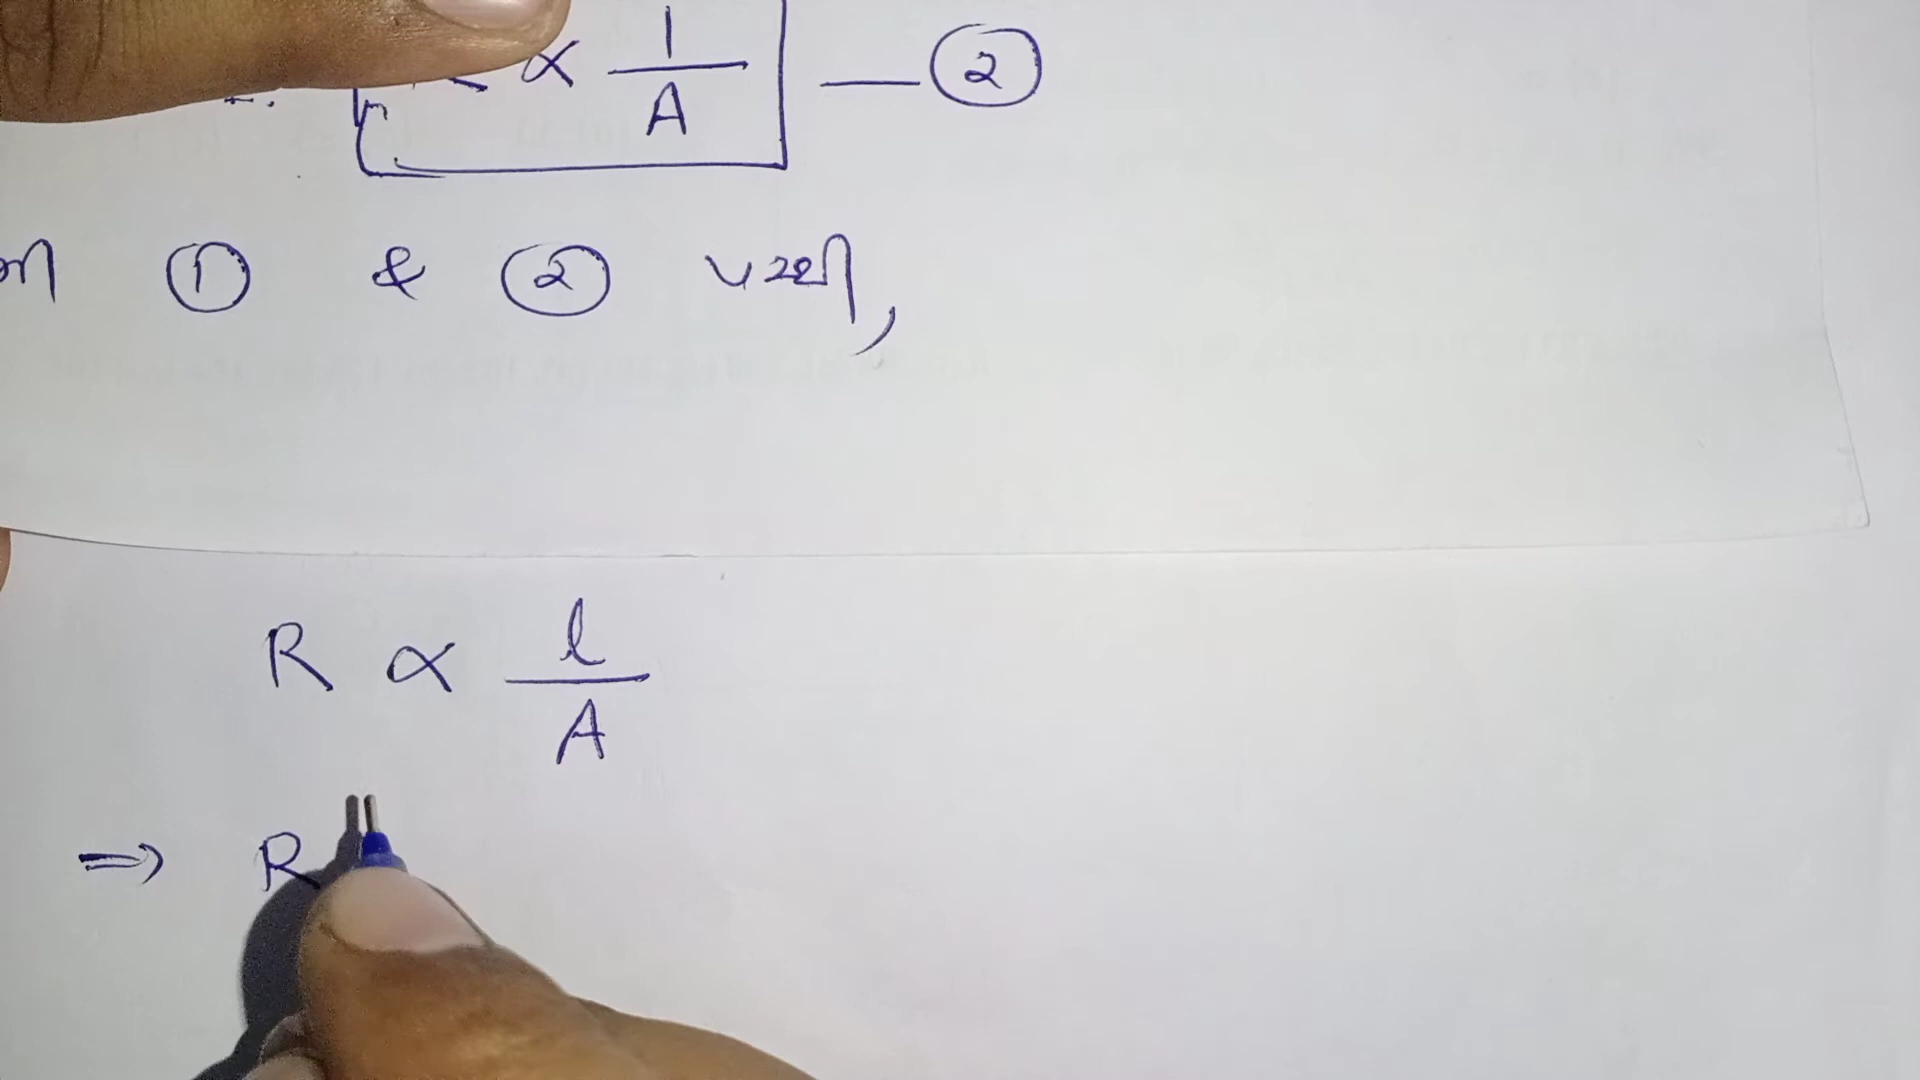 ∝ 1/A — ②
① & ② પરથી,
R ∝ l/A
⇒ R